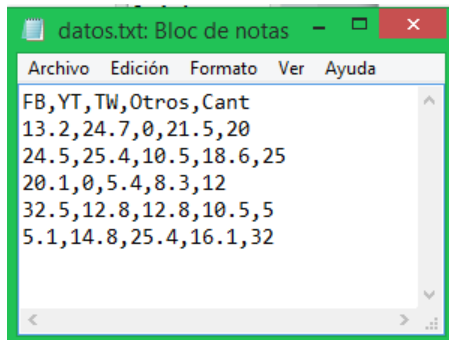 datos.txt: Bloc de notas
Archivo Edición Formato Ver Ayuda
FB,YT,TW,Otros,Cant
13.2,24.7,0,21.5,20
24.5,25.4,10.5,18.6,25
20.1,0,5.4,8.3,12
32.5,12.8,12.8,10.5,5
5.1,14.8,25.4,16.1,32